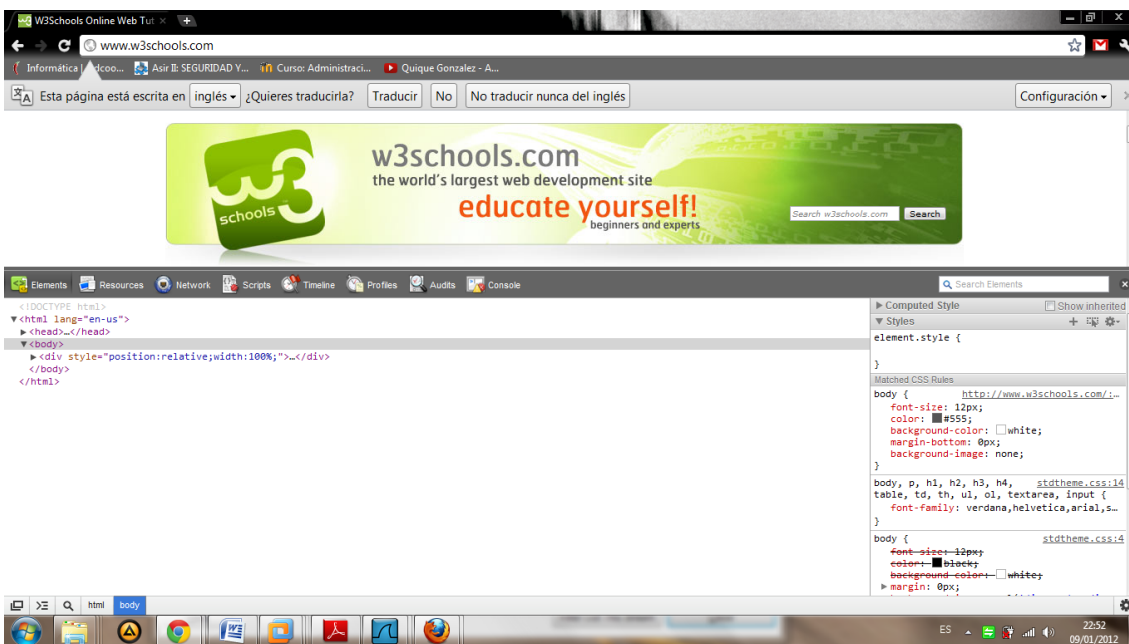 W3Schools Online Web Tut
www.w3schools.com
Informática | ...dcoo... Asir II: SEGURIDAD Y... Curso: Administraci... Quique Gonzalez - A...
Esta página está escrita en inglés ¿Quieres traducirla? Traducir No No traducir nunca del inglés Configuración
w3schools.com
the world's largest web development site
educate yourself!
beginners and experts
W3
schools
Search w3schools.com Search
Elements Resources Network Scripts Timeline Profiles Audits Console Search Elements
<!DOCTYPE html>
<html lang="en-us">
<head>…</head>
<body>
<div style="position:relative;width:100%;">…</div>
</body>
</html>
Computed Style Show inherited
Styles
element.style {
}
Matched CSS Rules
body { http://www.w3schools.com/:…
font-size: 12px;
color: #555;
background-color: white;
margin-bottom: 0px;
background-image: none;
}
body, p, h1, h2, h3, h4, stdtheme.css:14
table, td, th, ul, ol, textarea, input {
font-family: verdana,helvetica,arial,s…
}
body { stdtheme.css:4
font-size: 12px;
color: black;
background-color: white;
margin: 0px;
html body
ES 22:52
09/01/2012